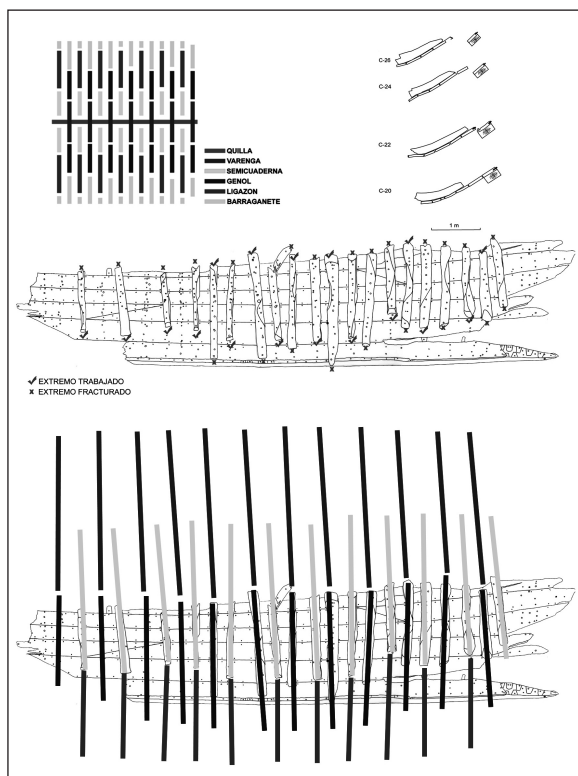 C-26
C-24
C-22
C-20
QUILLA
VARENGA
SEMICUADERNA
GENOL
LIGAZON
BARRAGANETE
1 m
✓ EXTREMO TRABAJADO
x EXTREMO FRACTURADO